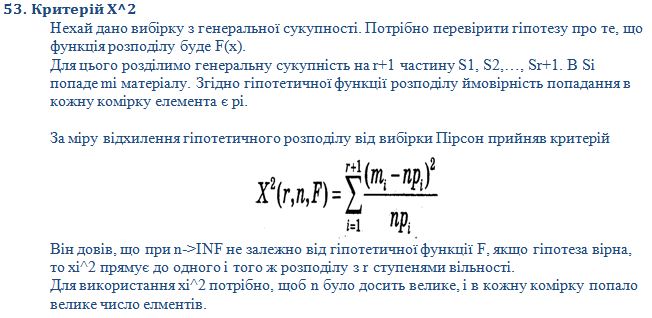 53. Критерій X^2
Нехай дано вибірку з генеральної сукупності. Потрібно перевірити гіпотезу про те, що
функція розподілу буде F(x).
Для цього розділимо генеральну сукупність на r+1 частину S1, S2,…, Sr+1. В Si
попаде mi матеріалу. Згідно гіпотетичної функції розподілу ймовірність попадання в
кожну комірку елемента є pi.
За міру відхилення гіпотетичного розподілу від вибірки Пірсон прийняв критерій
X²(r,n,F)=∑_{i=1}^{r+1} (m_i – np_i)² / np_i
Він довів, що при n->INF не залежно від гіпотетичної функції F, якщо гіпотеза вірна,
то xi^2 прямує до одного і того ж розподілу з r ступенями вільності.
Для використання xi^2 потрібно, щоб n було досить велике, і в кожну комірку попало
велике число елментів.